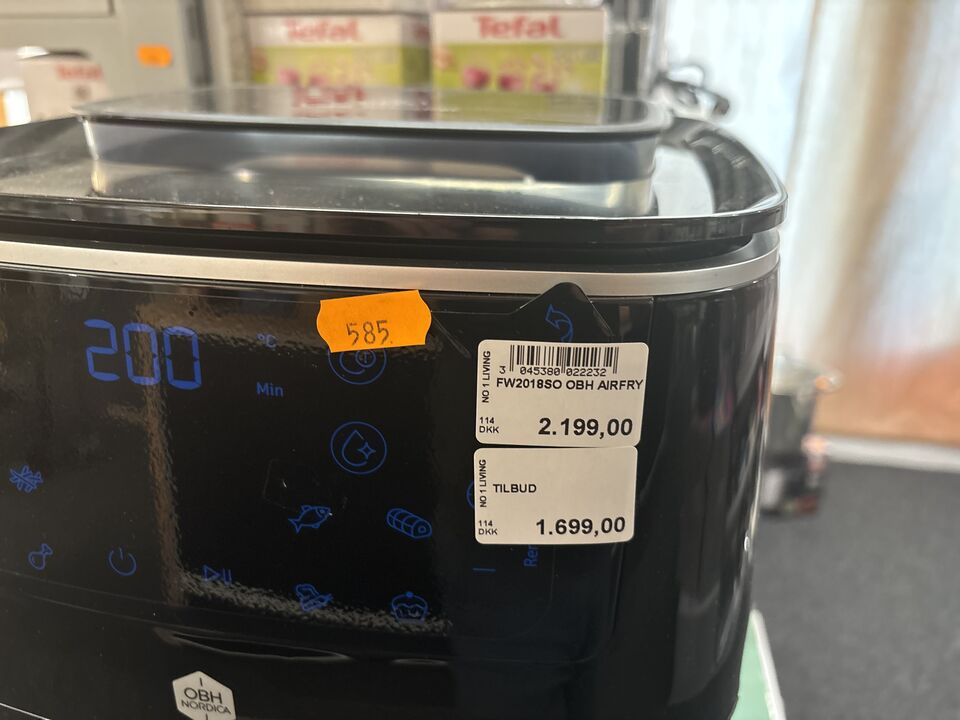 Tefal
Tefal
Tefal
585.
200
°C
Min
NO 1 LIVING
3 045380 022232
FW2018SO OBH AIRFRY
114
DKK
2.199,00
NO 1 LIVING
TILBUD
114
DKK
1.699,00
OBH
NORDICA